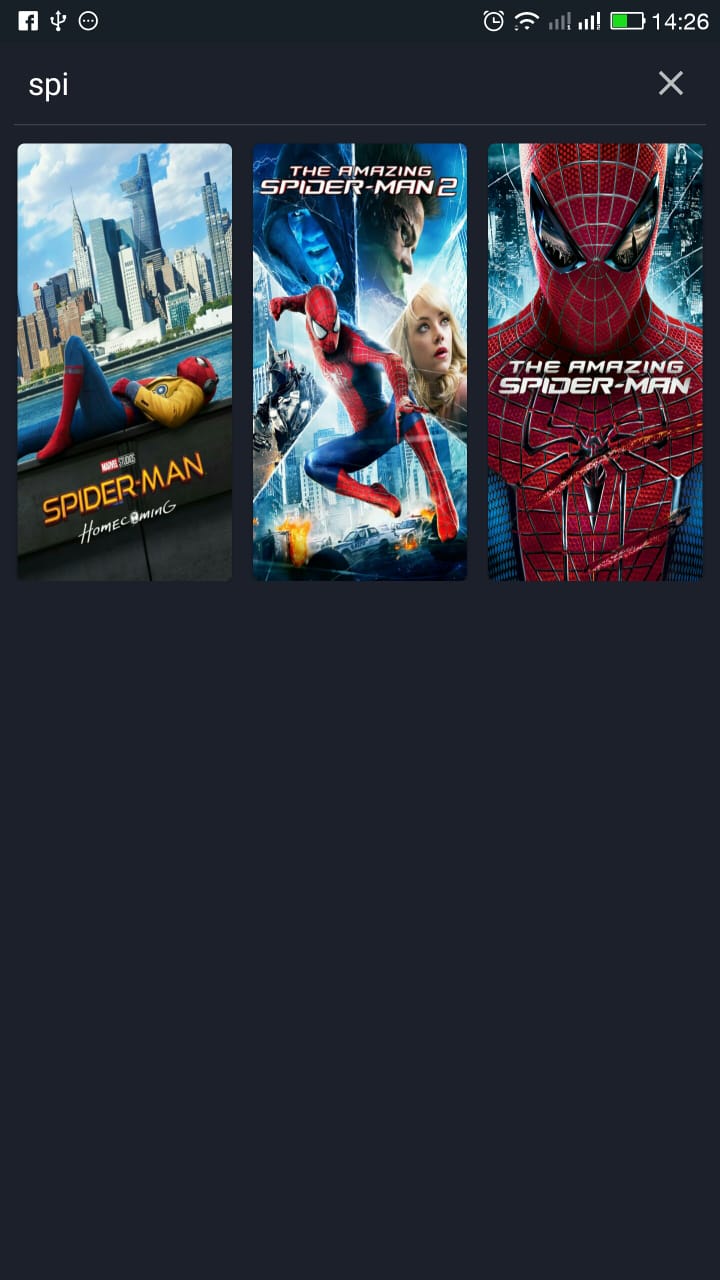 14:26
spi
MARVEL STUDIOS
SPIDER-MAN
HOMECOMING
THE AMAZING
SPIDER-MAN 2
THE AMAZING
SPIDER-MAN